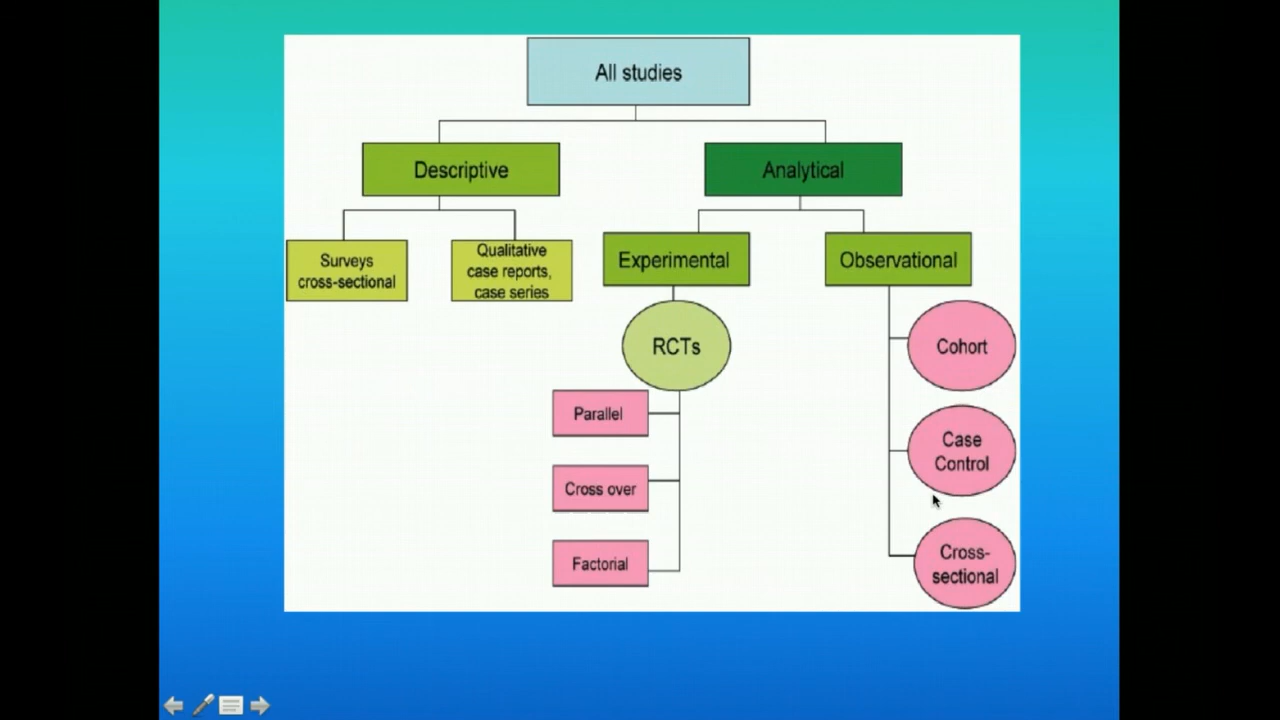 All studies
Descriptive
Analytical
Surveys
cross-sectional
Qualitative
case reports,
case series
Experimental
Observational
RCTs
Parallel
Cross over
Factorial
Cohort
Case
Control
Cross-
sectional